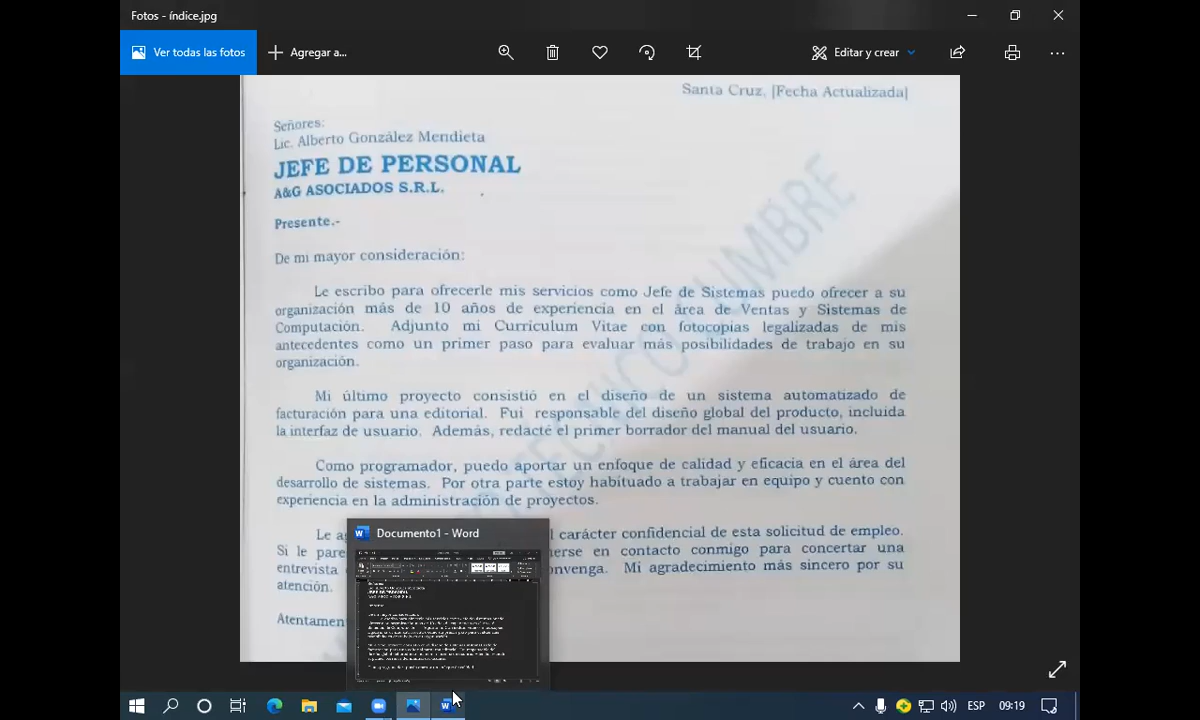 Fotos - índice.jpg
Ver todas las fotos
Agregar a...
Editar y crear
Santa Cruz, [Fecha Actualizada]
Señores:
Lic. Alberto González Mendieta
JEFE DE PERSONAL
A&G ASOCIADOS S.R.L.
Presente.-
De mi mayor consideración:
Le escribo para ofrecerle mis servicios como Jefe de Sistemas puedo ofrecer a su
organización más de 10 años de experiencia en el área de Ventas y Sistemas de
Computación. Adjunto mi Curriculum Vitae con fotocopias legalizadas de mis
antecedentes como un primer paso para evaluar más posibilidades de trabajo en su
organización.
Mi último proyecto consistió en el diseño de un sistema automatizado de
facturación para una editorial. Fui responsable del diseño global del producto, incluida
la interfaz de usuario. Además, redacté el primer borrador del manual del usuario.
Como programador, puedo aportar un enfoque de calidad y eficacia en el área del
desarrollo de sistemas. Por otra parte estoy habituado a trabajar en equipo y cuento con
experiencia en la administración de proyectos.
Le carácter confidencial de esta solicitud de empleo.
Si le en contacto conmigo para concertar una
entrevista Mi agradecimiento más sincero por su
atención.
TECNICO CUMBRE
Documento1 - Word
JEFE DE PERSONAL
ESP
09:19